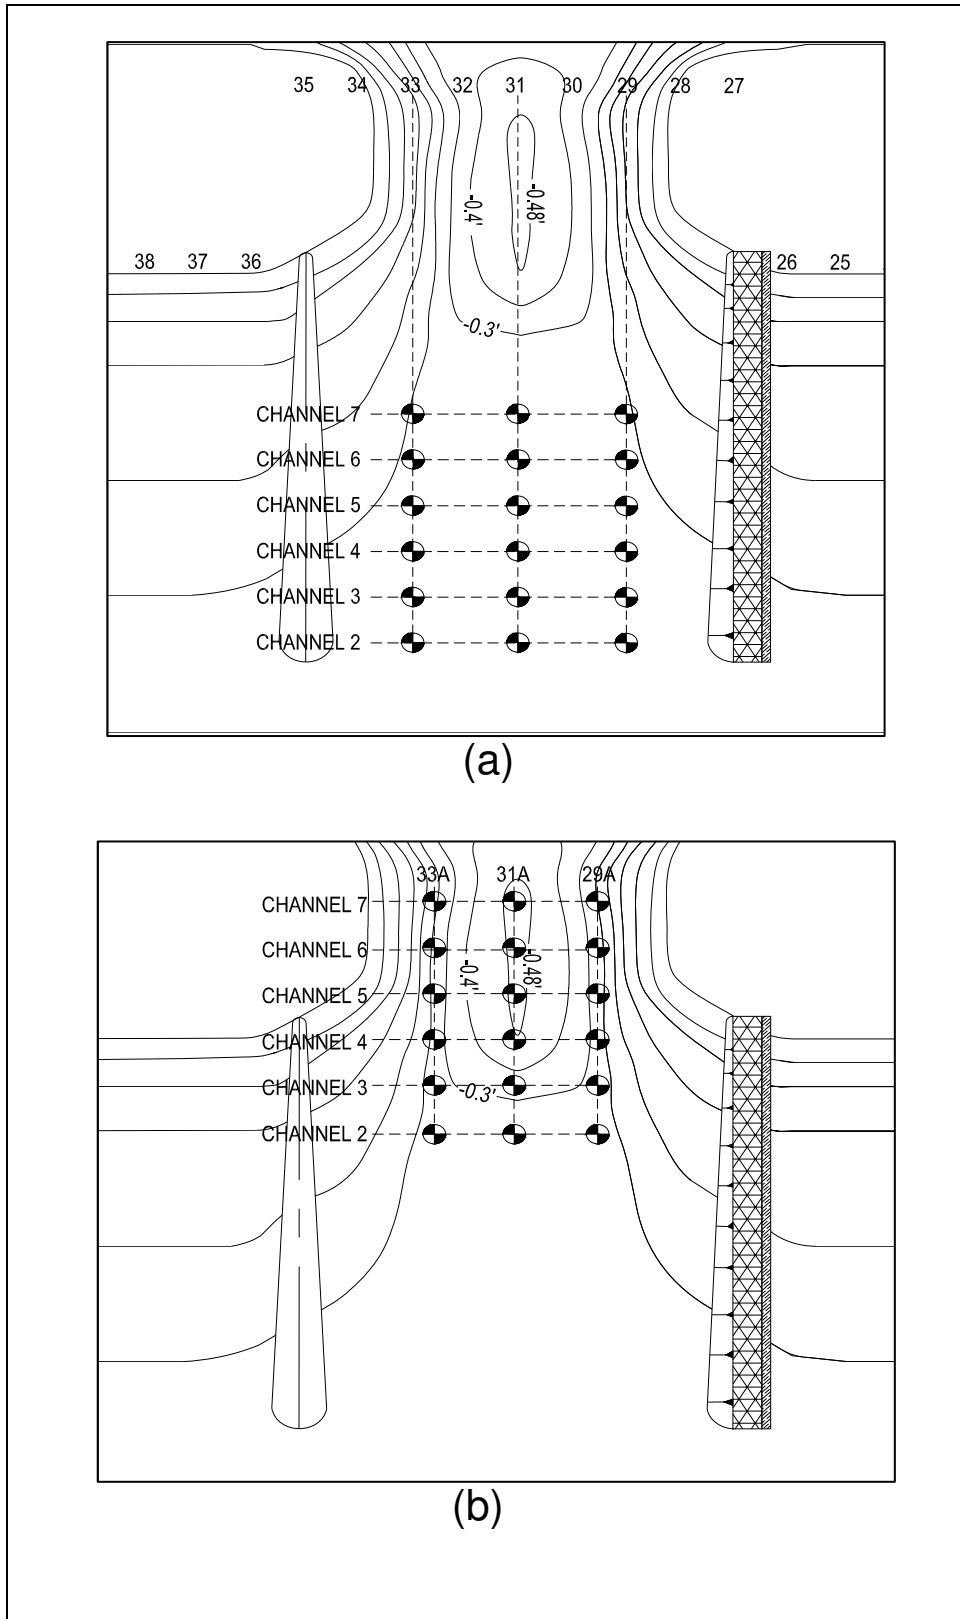 35 34 33 32 31 30 29 28 27
-0.4' -0.48'
38 37 36 26 25
-0.3'
CHANNEL 7
CHANNEL 6
CHANNEL 5
CHANNEL 4
CHANNEL 3
CHANNEL 2
(a)
33A 31A 29A
CHANNEL 7
CHANNEL 6
-0.4' -0.48'
CHANNEL 5
CHANNEL 4
CHANNEL 3
-0.3'
CHANNEL 2
(b)